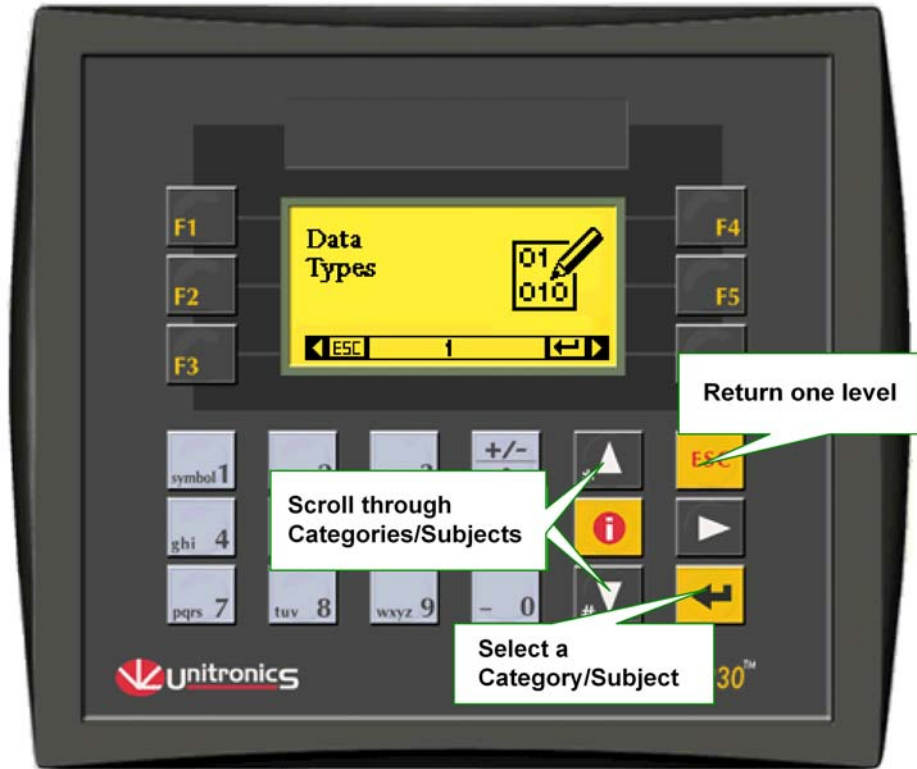 F1
F4
Data
Types
01
010
F2
F5
ESC 1
F3
Return one level
symbol 1
+/-
ESC
Scroll through
Categories/Subjects
ghi 4
i
pqrs 7
tuv 8
wxyz 9
– 0
#
Select a
Category/Subject
unitronics
30™